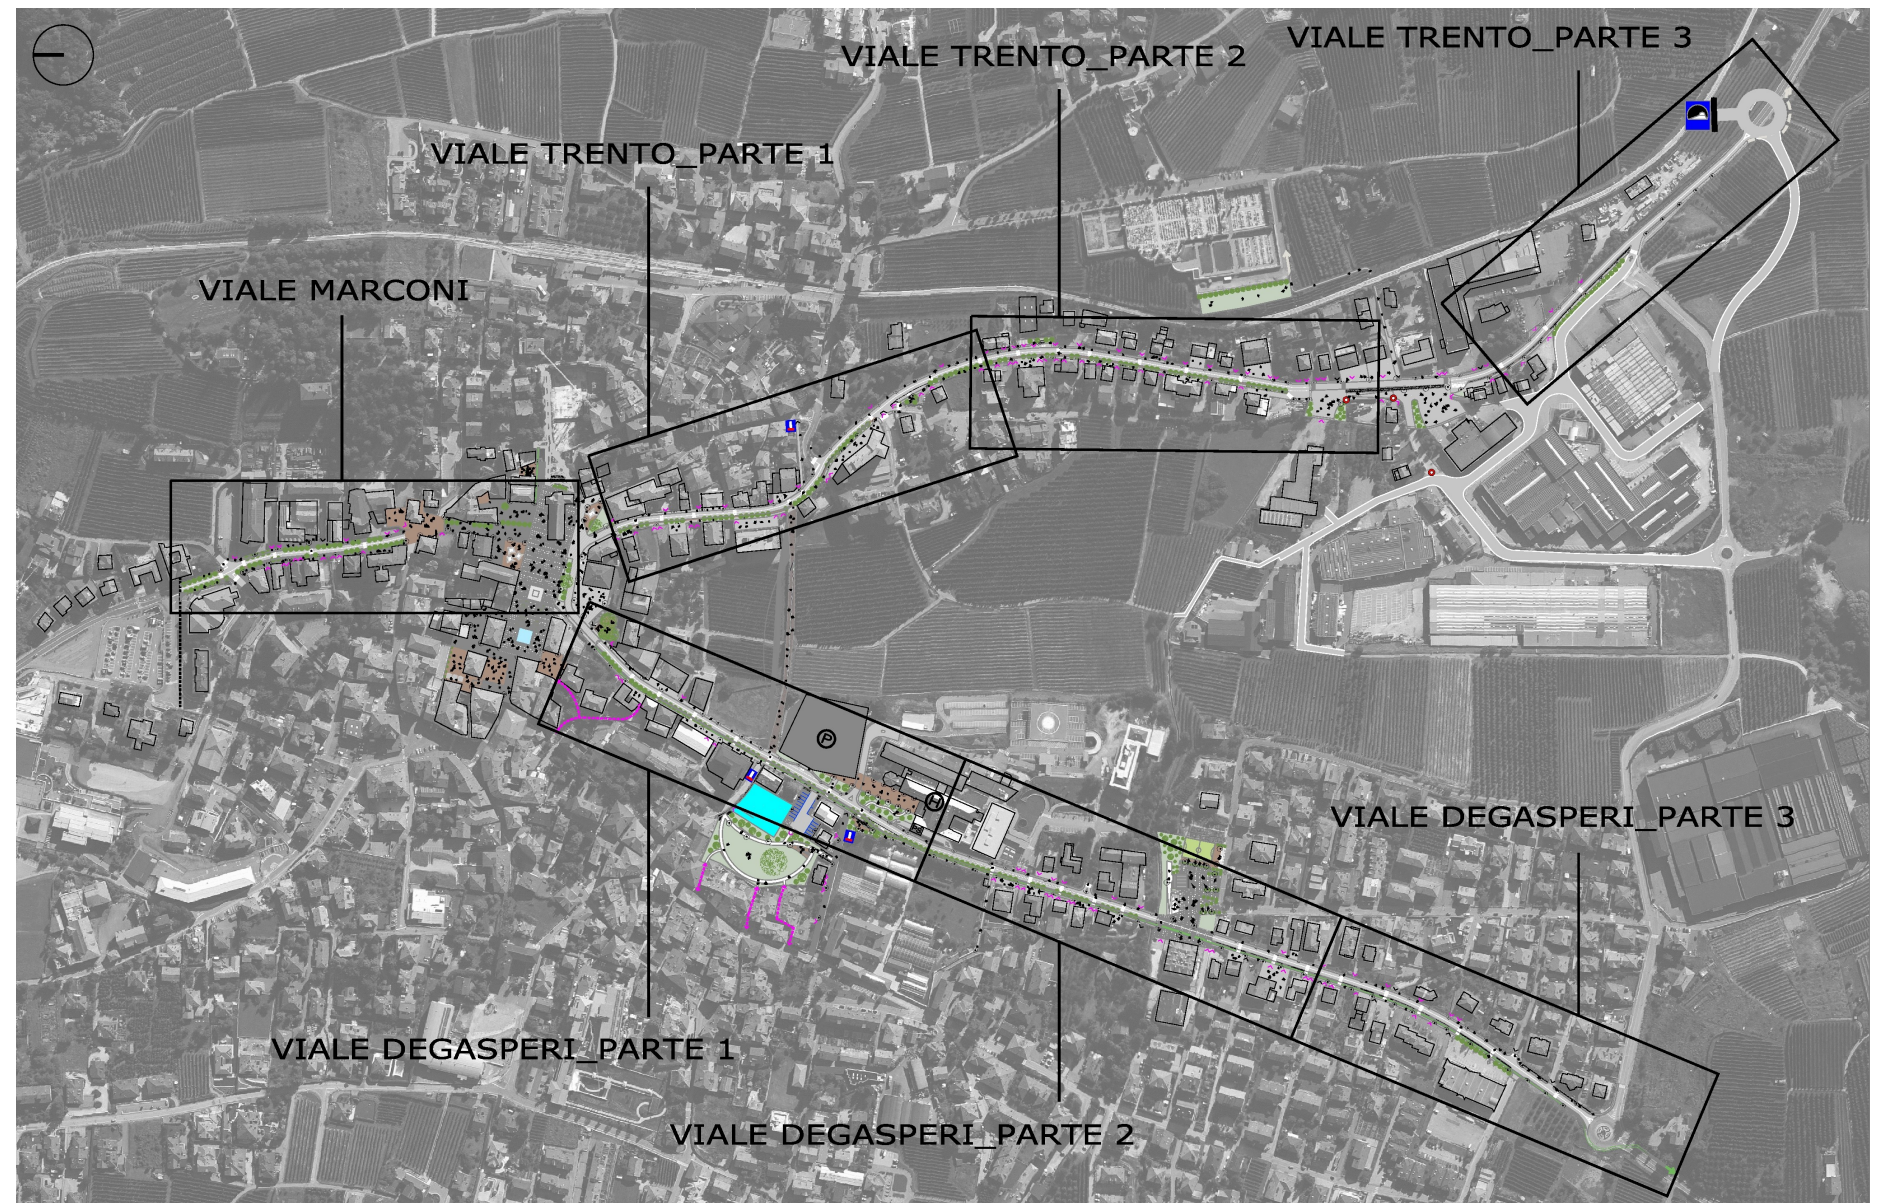 VIALE TRENTO_PARTE 3
VIALE TRENTO_PARTE 2
VIALE TRENTO_PARTE 1
VIALE MARCONI
P
H
VIALE DEGASPERI_PARTE 3
VIALE DEGASPERI_PARTE 1
VIALE DEGASPERI_PARTE 2